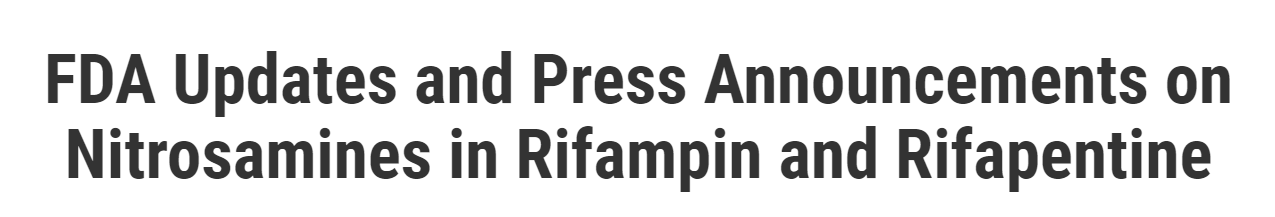 FDA Updates and Press Announcements on
Nitrosamines in Rifampin and Rifapentine